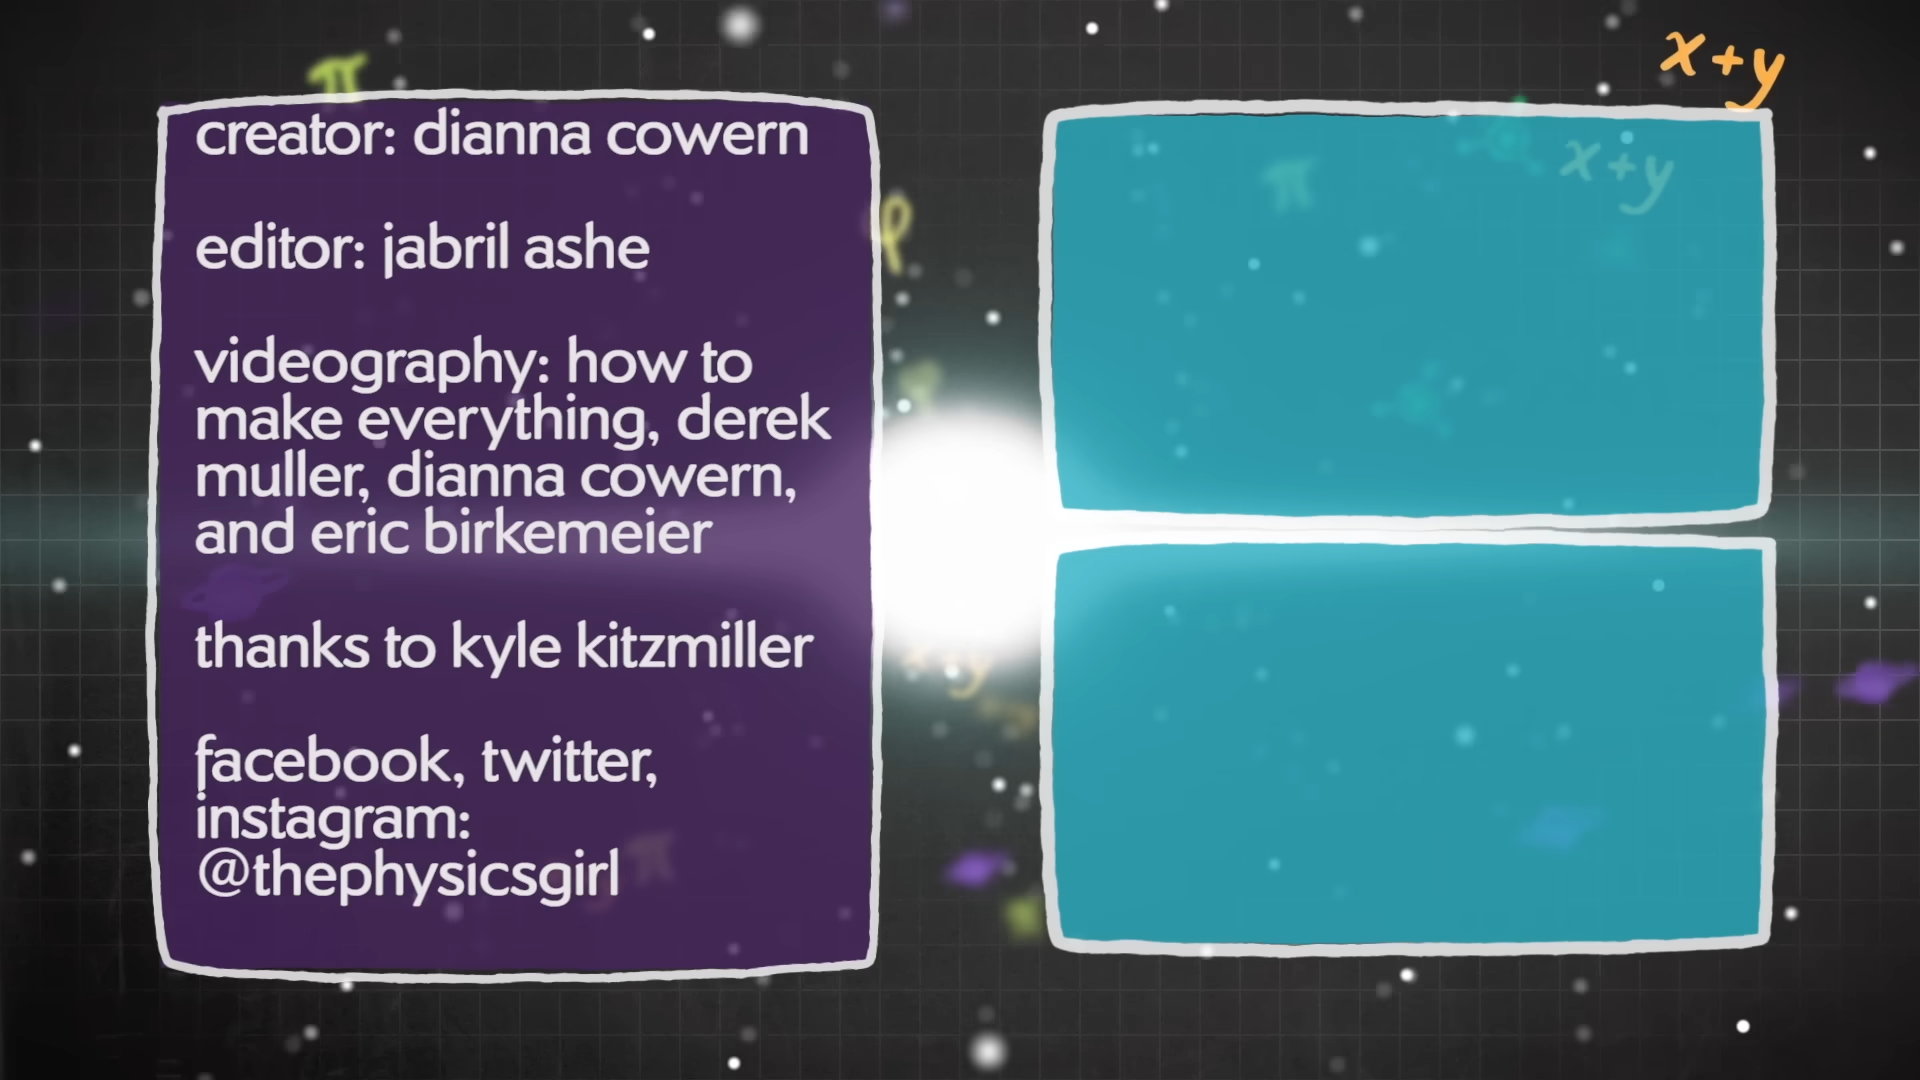 creator: dianna cowern
editor: jabril ashe
videography: how to
make everything, derek
muller, dianna cowern,
and eric birkemeier
thanks to kyle kitzmiller
facebook, twitter,
instagram:
@thephysicsgirl
π
φ
x+y
π
x+y
x+y
π